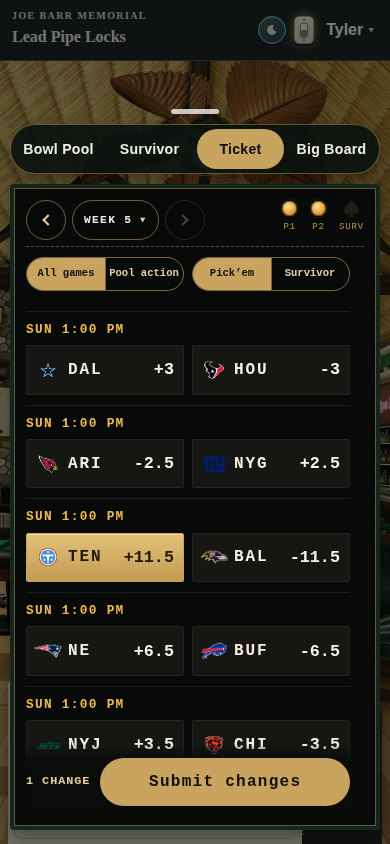 JOE BARR MEMORIAL
Lead Pipe Locks
Tyler
Bowl Pool Survivor Ticket Big Board
WEEK 5
P1 P2 SURV
All games Pool action Pick'em Survivor
SUN 1:00 PM
DAL +3 HOU -3
SUN 1:00 PM
ARI -2.5 NYG +2.5
SUN 1:00 PM
TEN +11.5 BAL -11.5
SUN 1:00 PM
NE +6.5 BUF -6.5
SUN 1:00 PM
NYJ +3.5 CHI -3.5
1 CHANGE Submit changes